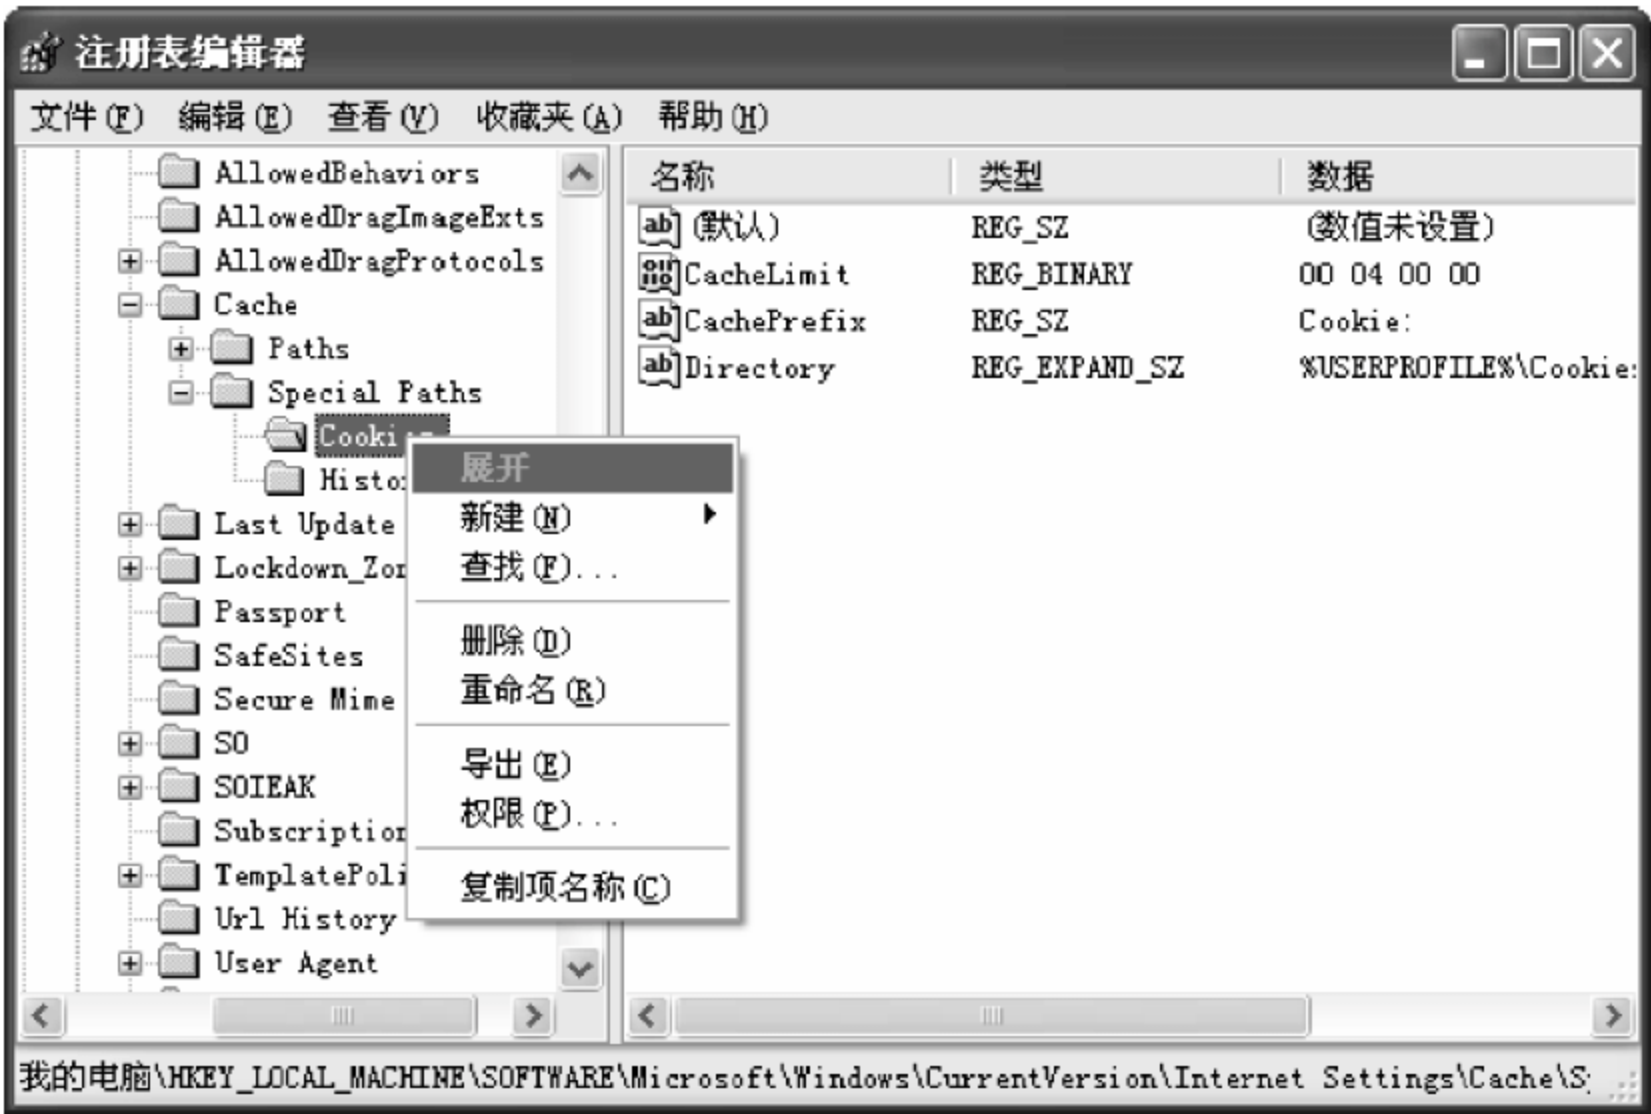 注册表编辑器
文件(F) 编辑(E) 查看(V) 收藏夹(A) 帮助(H)
AllowedBehaviors
AllowedDragImageExts
AllowedDragProtocols
Cache
Paths
Special Paths
Cooki
Histo
Last Update
Lockdown_Zon
Passport
SafeSites
Secure Mime
SO
SOIEAK
Subscription
TemplatePoli
Url History
User Agent
展开
新建(N)
查找(F)...
删除(D)
重命名(R)
导出(E)
权限(P)...
复制项名称(C)
名称 类型 数据
(默认) REG_SZ (数值未设置)
CacheLimit REG_BINARY 00 04 00 00
CachePrefix REG_SZ Cookie:
Directory REG_EXPAND_SZ %USERPROFILE%\Cookie
我的电脑\HKEY_LOCAL_MACHINE\SOFTWARE\Microsoft\Windows\CurrentVersion\Internet Settings\Cache\S